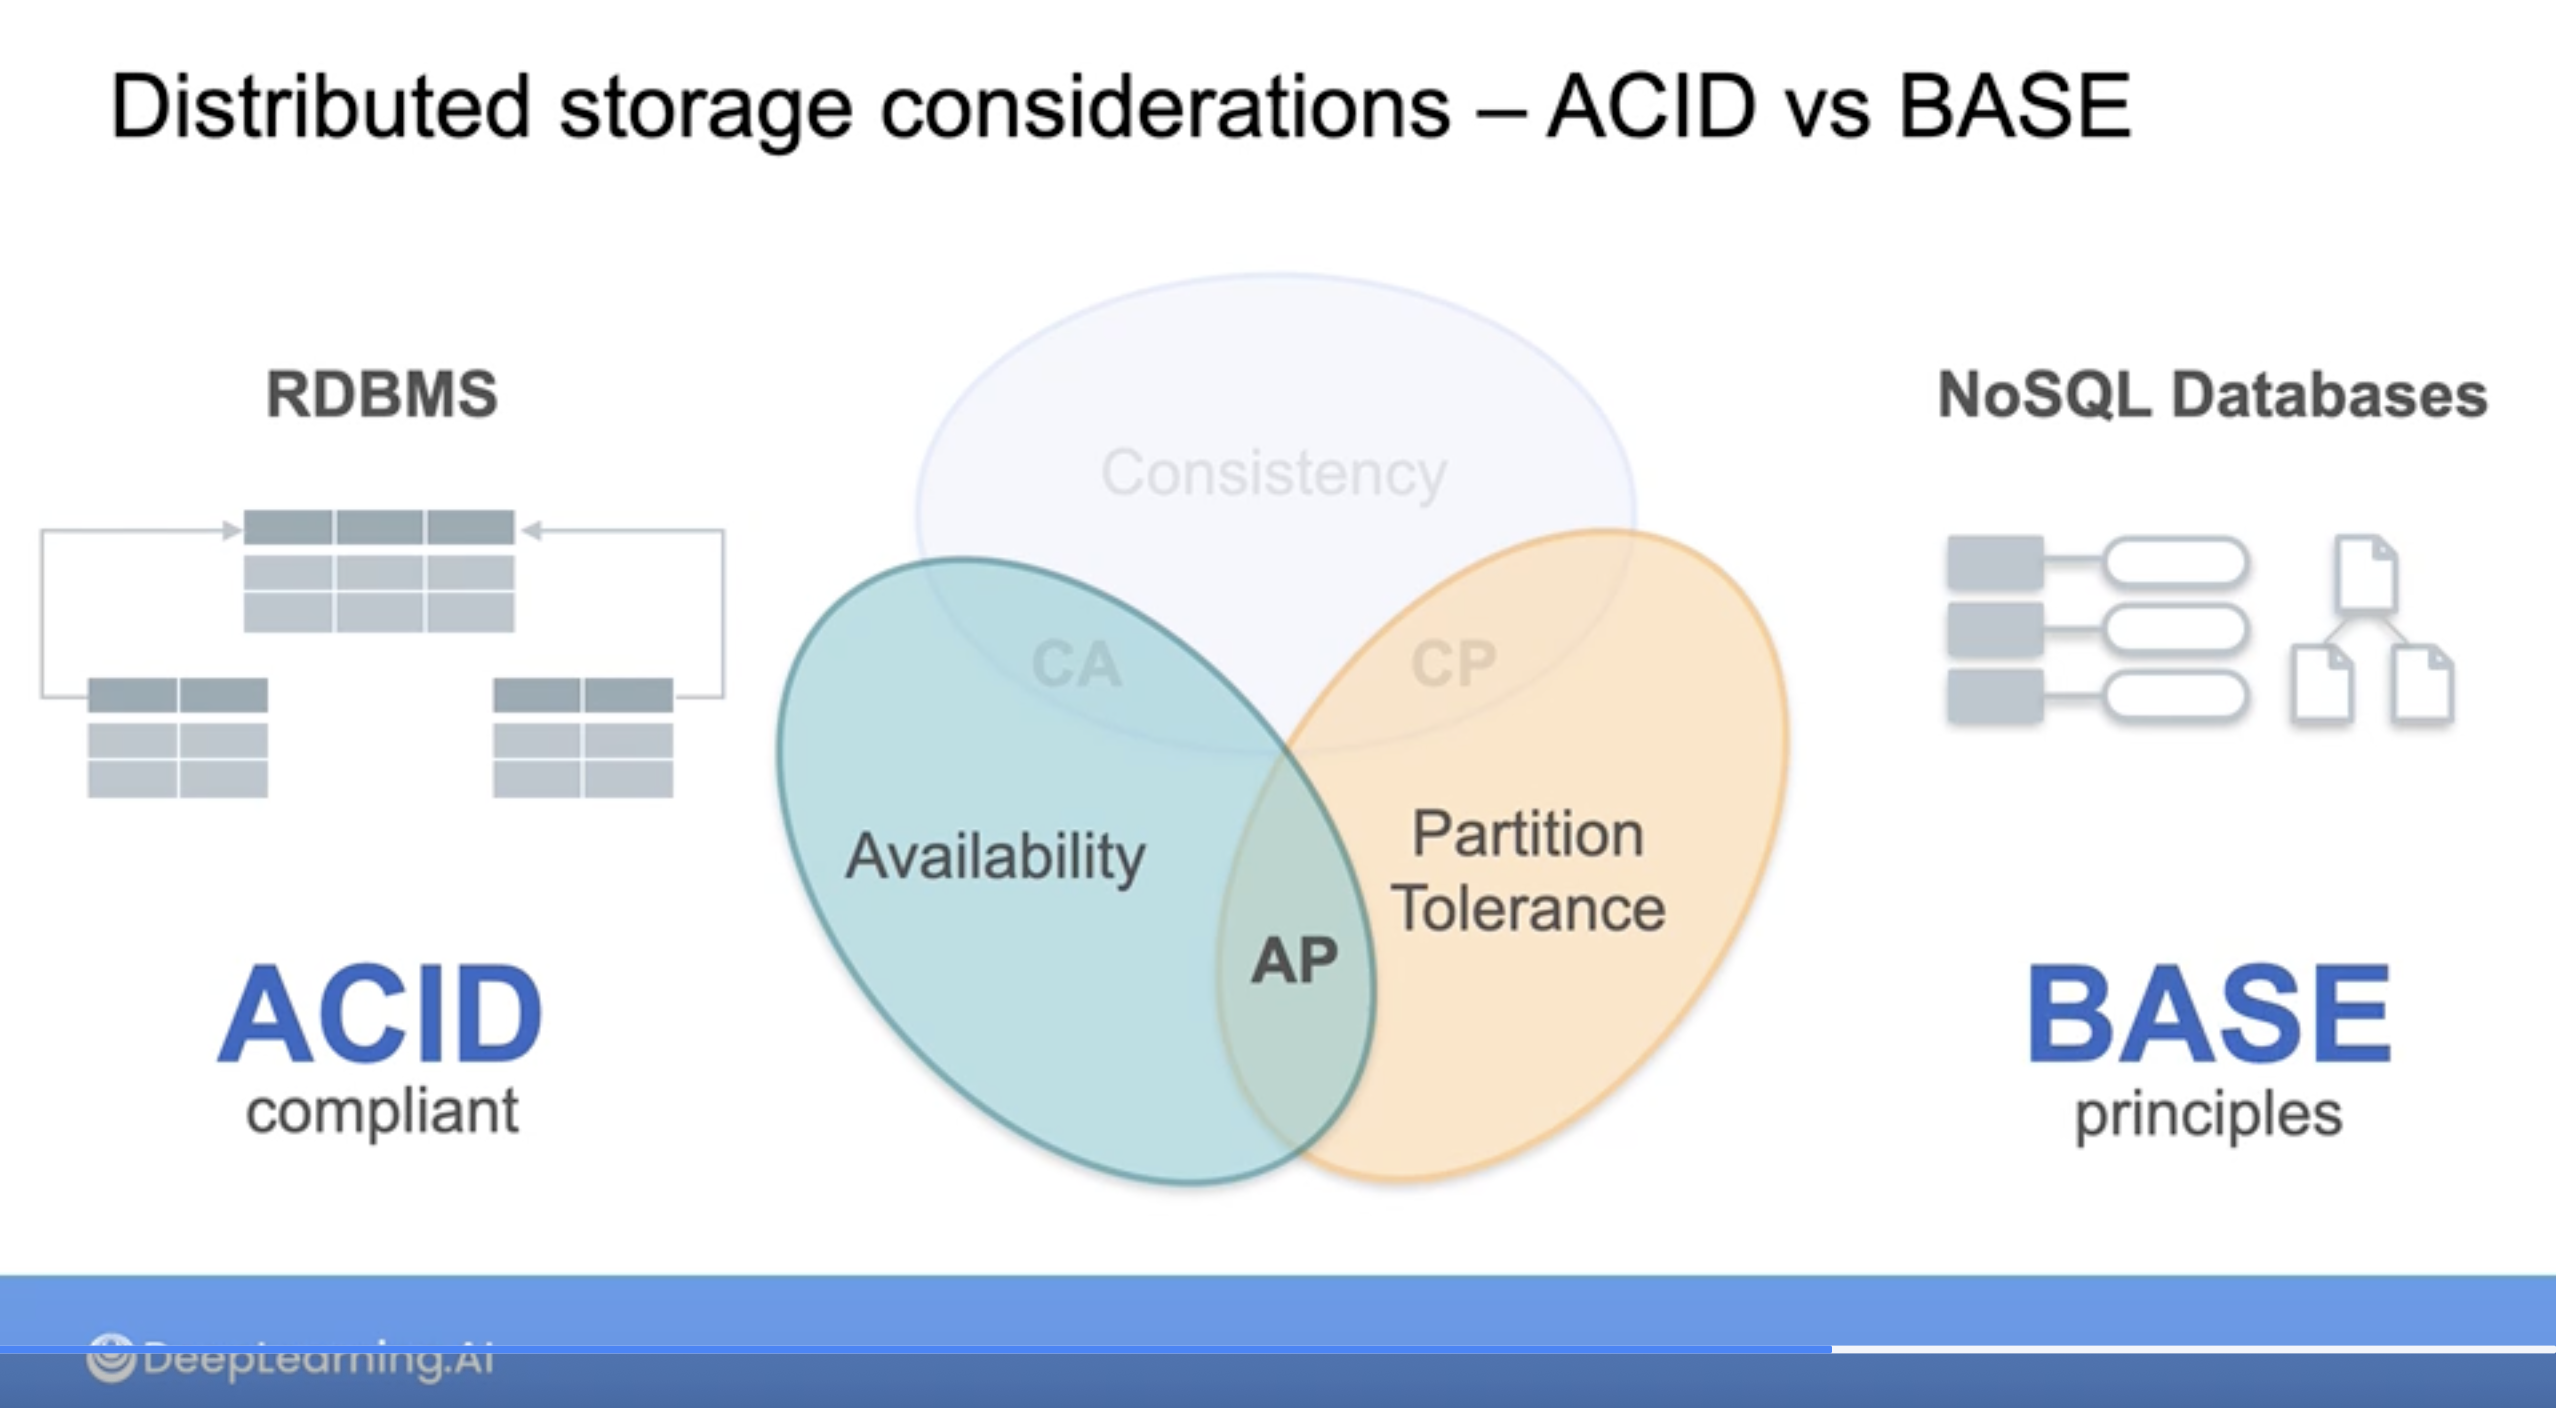 Distributed storage considerations – ACID vs BASE
RDBMS
ACID
compliant
Consistency
CA
CP
Availability
Partition
Tolerance
AP
NoSQL Databases
BASE
principles
DeepLearning.AI